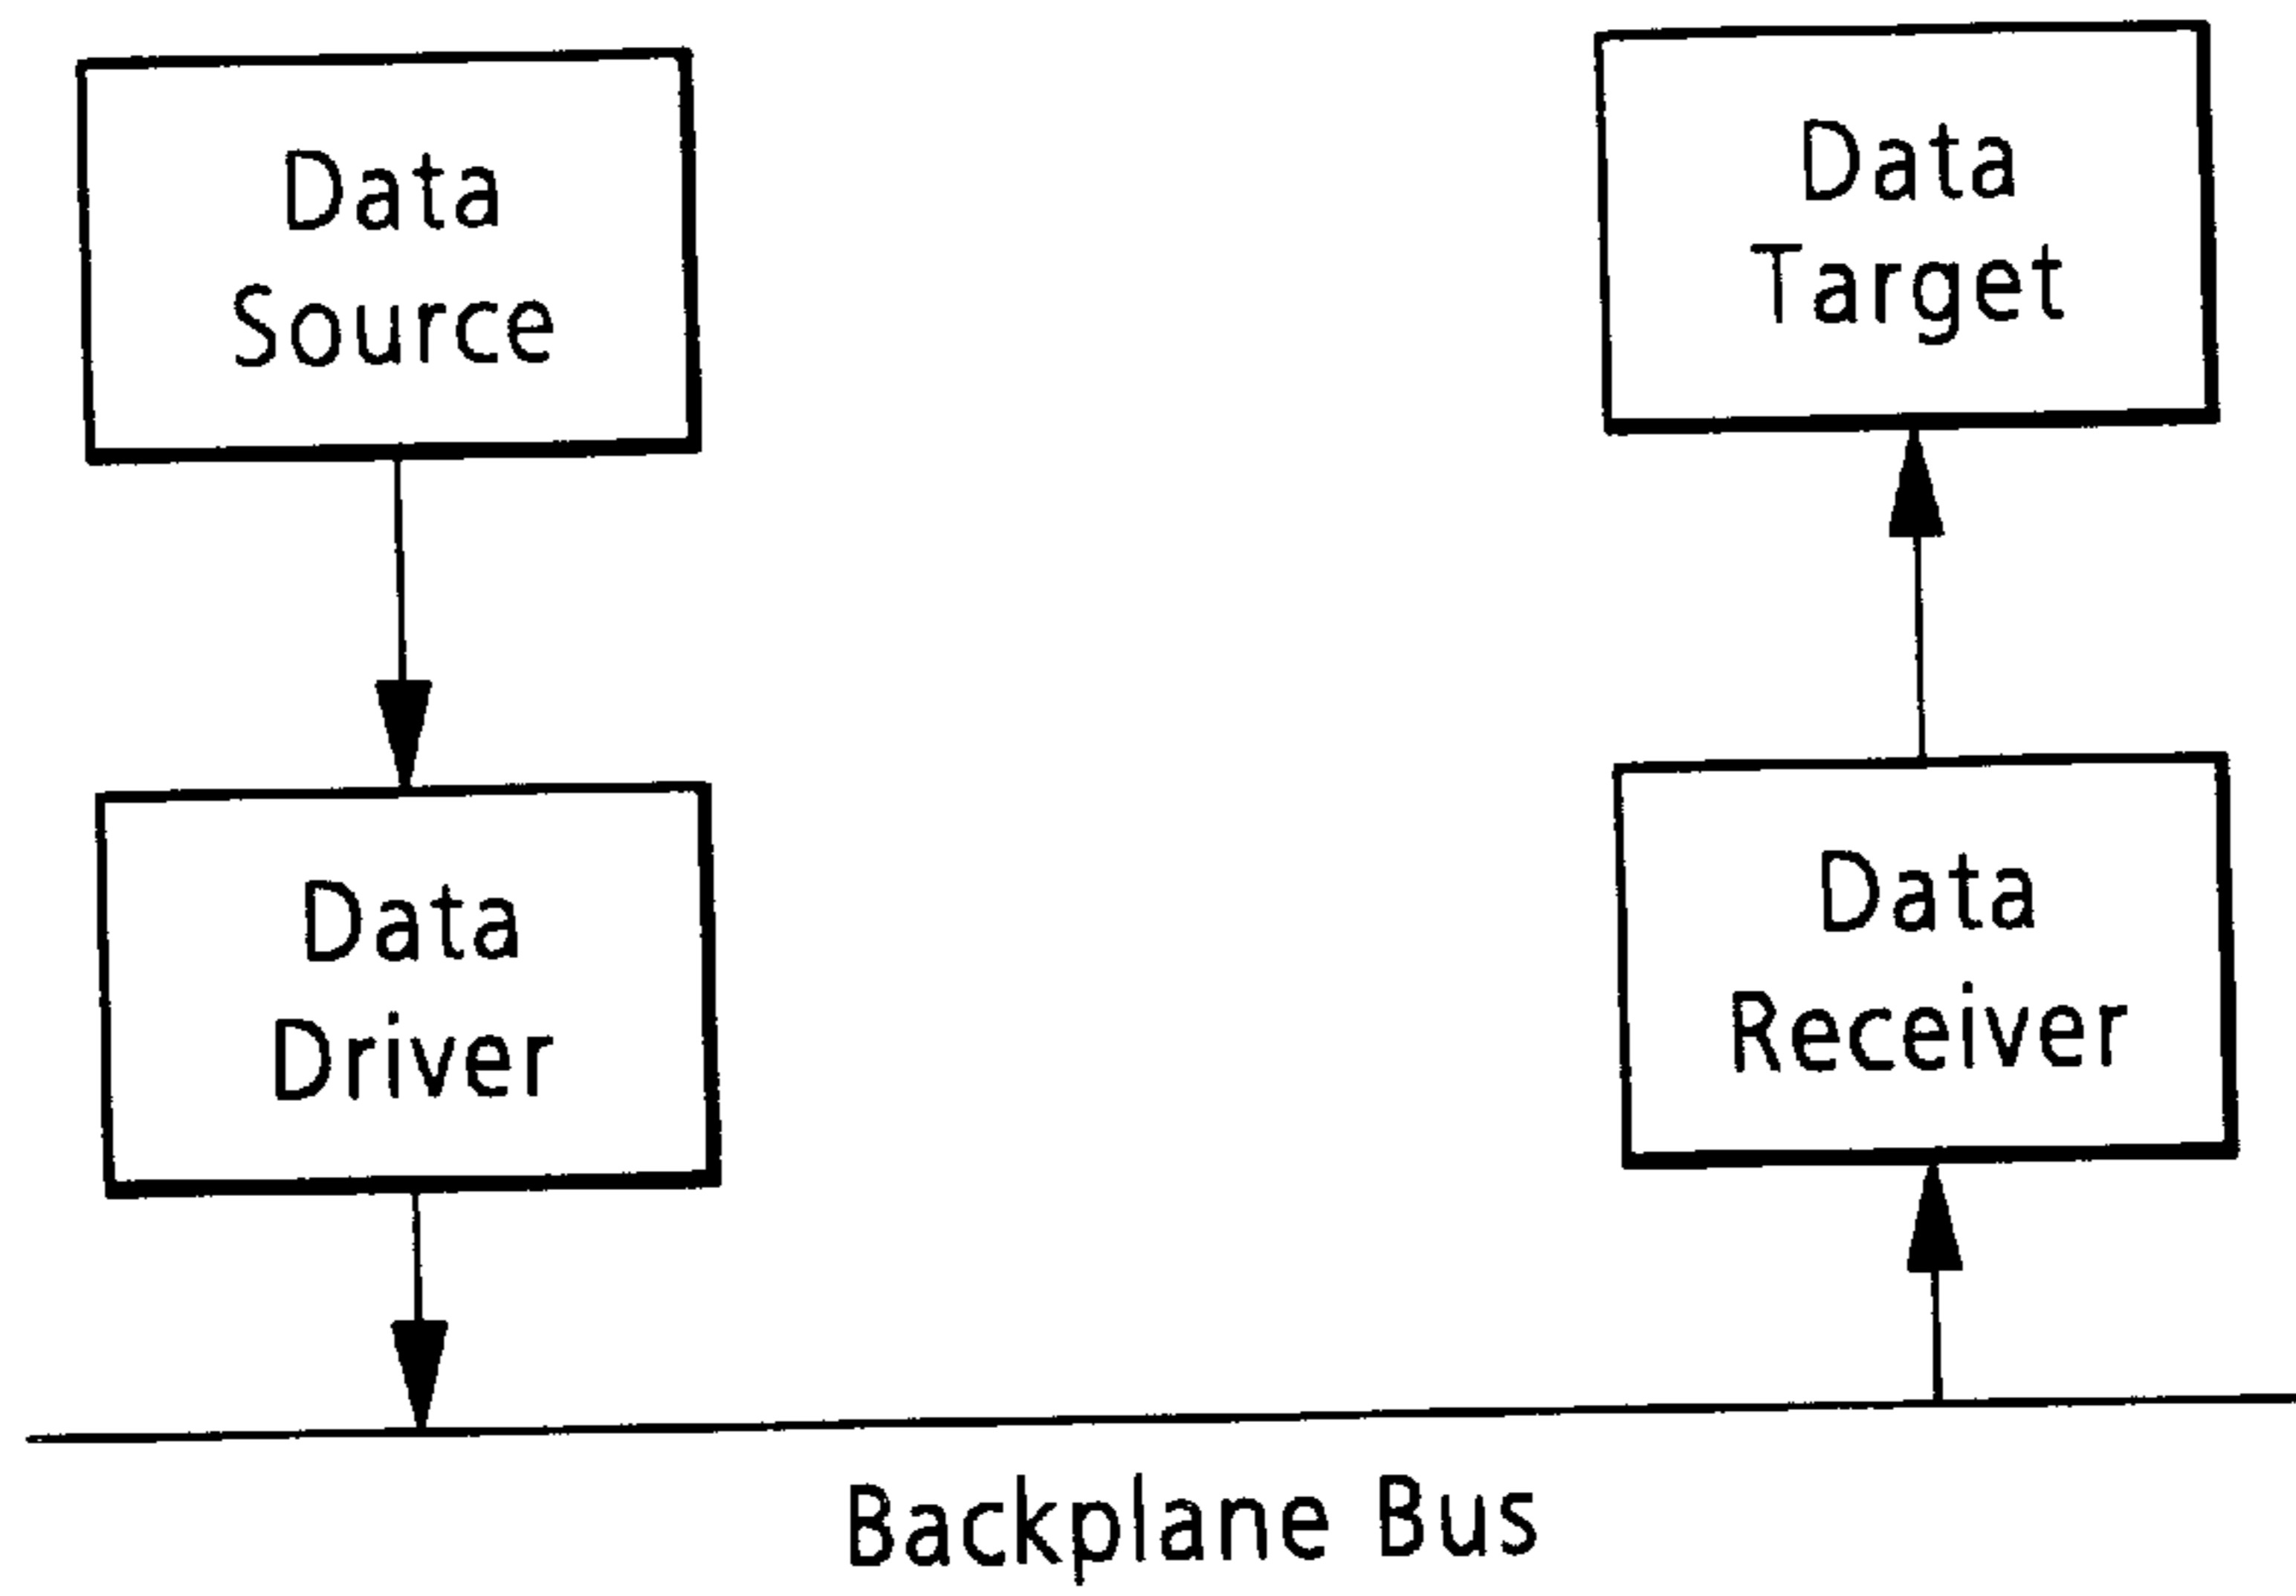 Data
Source
Data
Target
Data
Driver
Data
Receiver
Backplane Bus